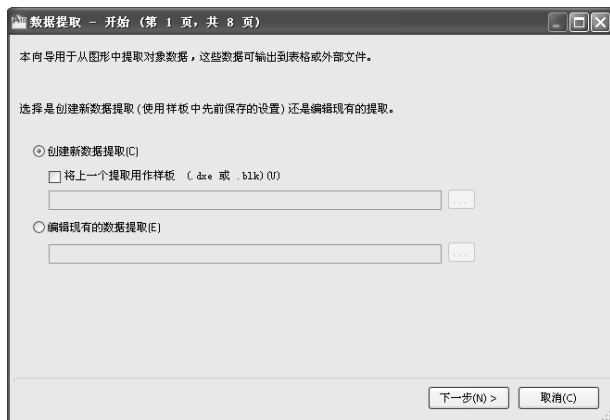 数据提取 - 开始 (第 1 页, 共 8 页)
本向导用于从图形中提取对象数据，这些数据可输出到表格或外部文件。
选择是创建新数据提取(使用样板中先前保存的设置)还是编辑现有的提取。
创建新数据提取(C)
将上一个提取用作样板 (.dxe 或 .blk)(U)
...
编辑现有的数据提取(E)
...
下一步(N) > 取消(C)